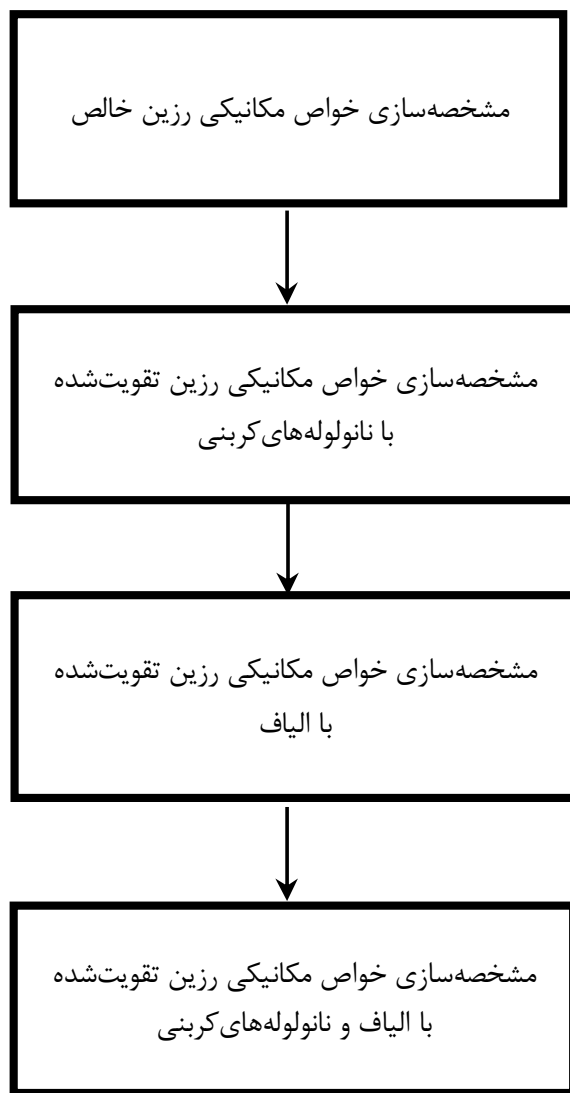 مشخصه‌سازی خواص مکانیکی رزین خالص
مشخصه‌سازی خواص مکانیکی رزین تقویت‌شده
با نانولوله‌های‌کربنی
مشخصه‌سازی خواص مکانیکی رزین تقویت‌شده
با الیاف
مشخصه‌سازی خواص مکانیکی رزین تقویت‌شده
با الیاف و نانولوله‌های‌کربنی